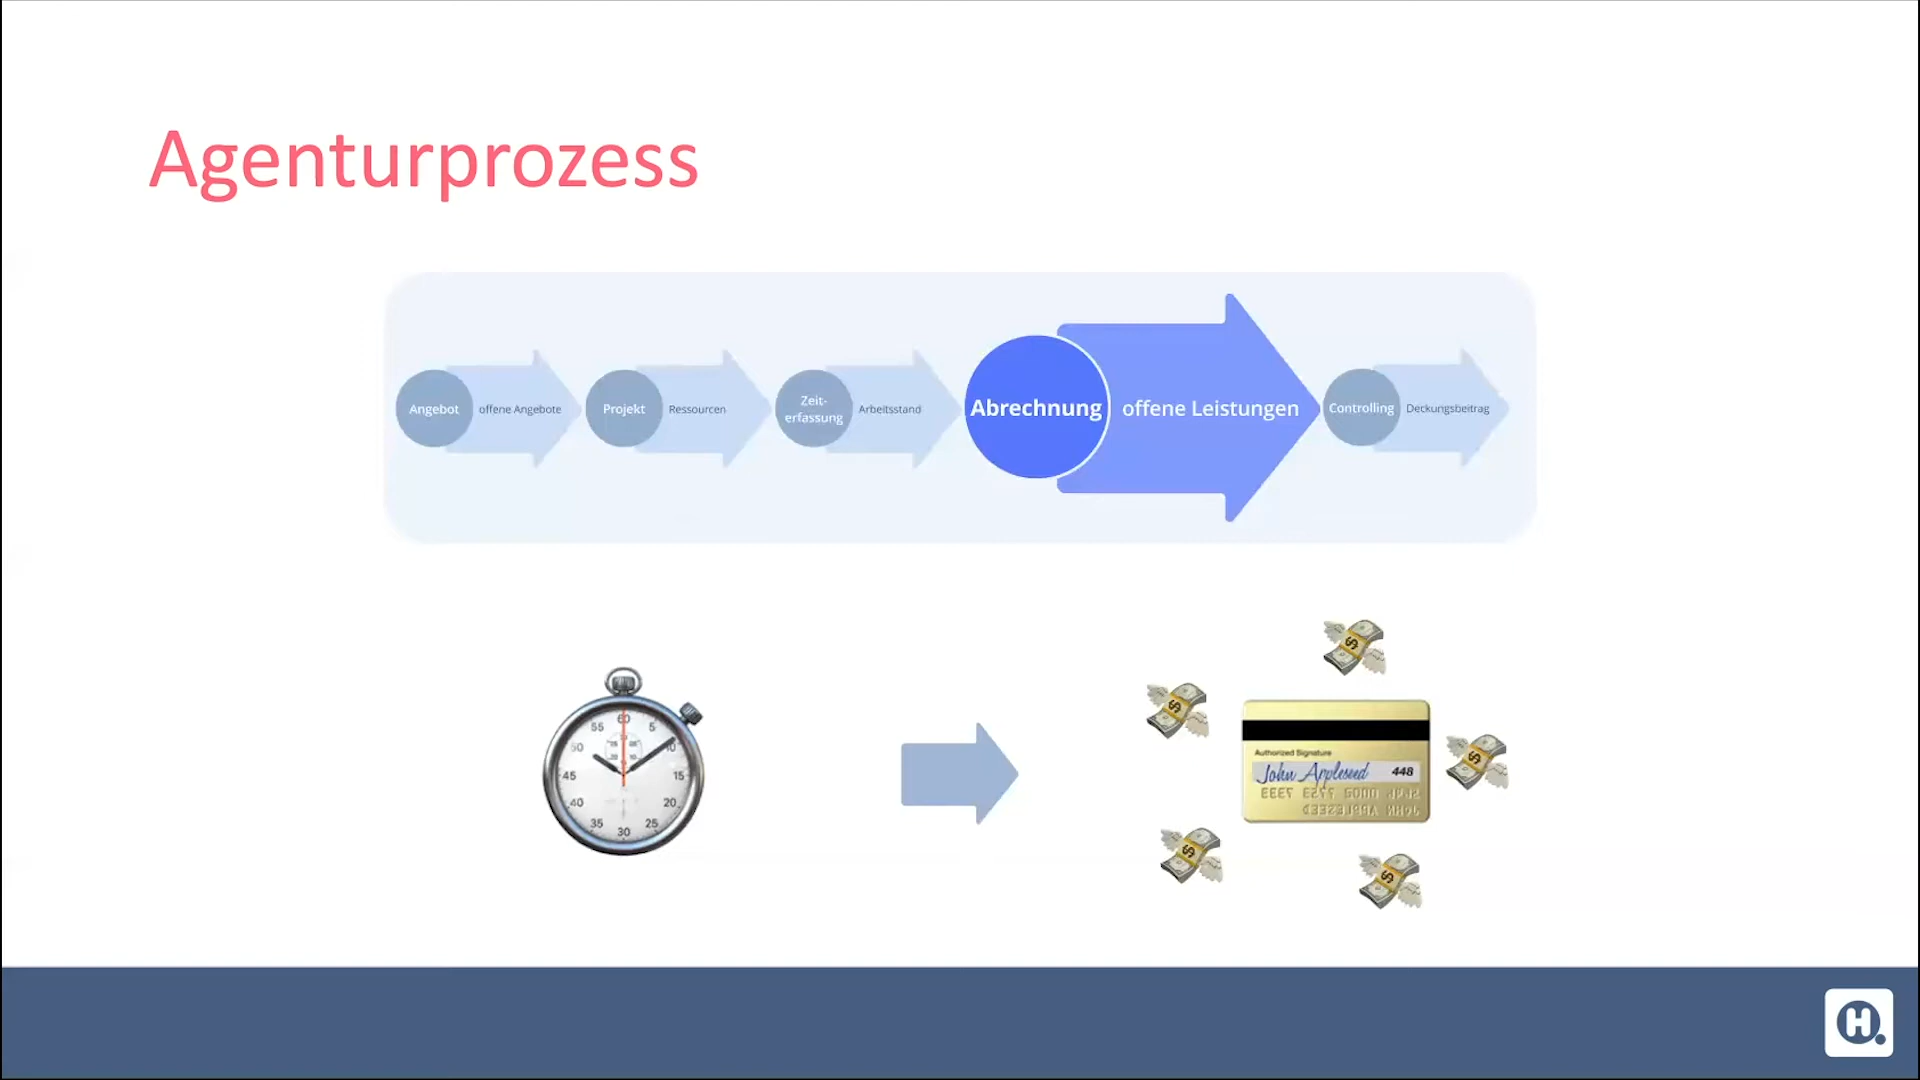 Agenturprozess
Angebot
offene Angebote
Projekt
Ressourcen
Zeit-
erfassung
Arbeitsstand
Abrechnung
offene Leistungen
Controlling
Deckungsbeitrag
60
5
10
15
20
25
30
35
40
45
50
55
Authorized Signature
John Appleseed
448
H.